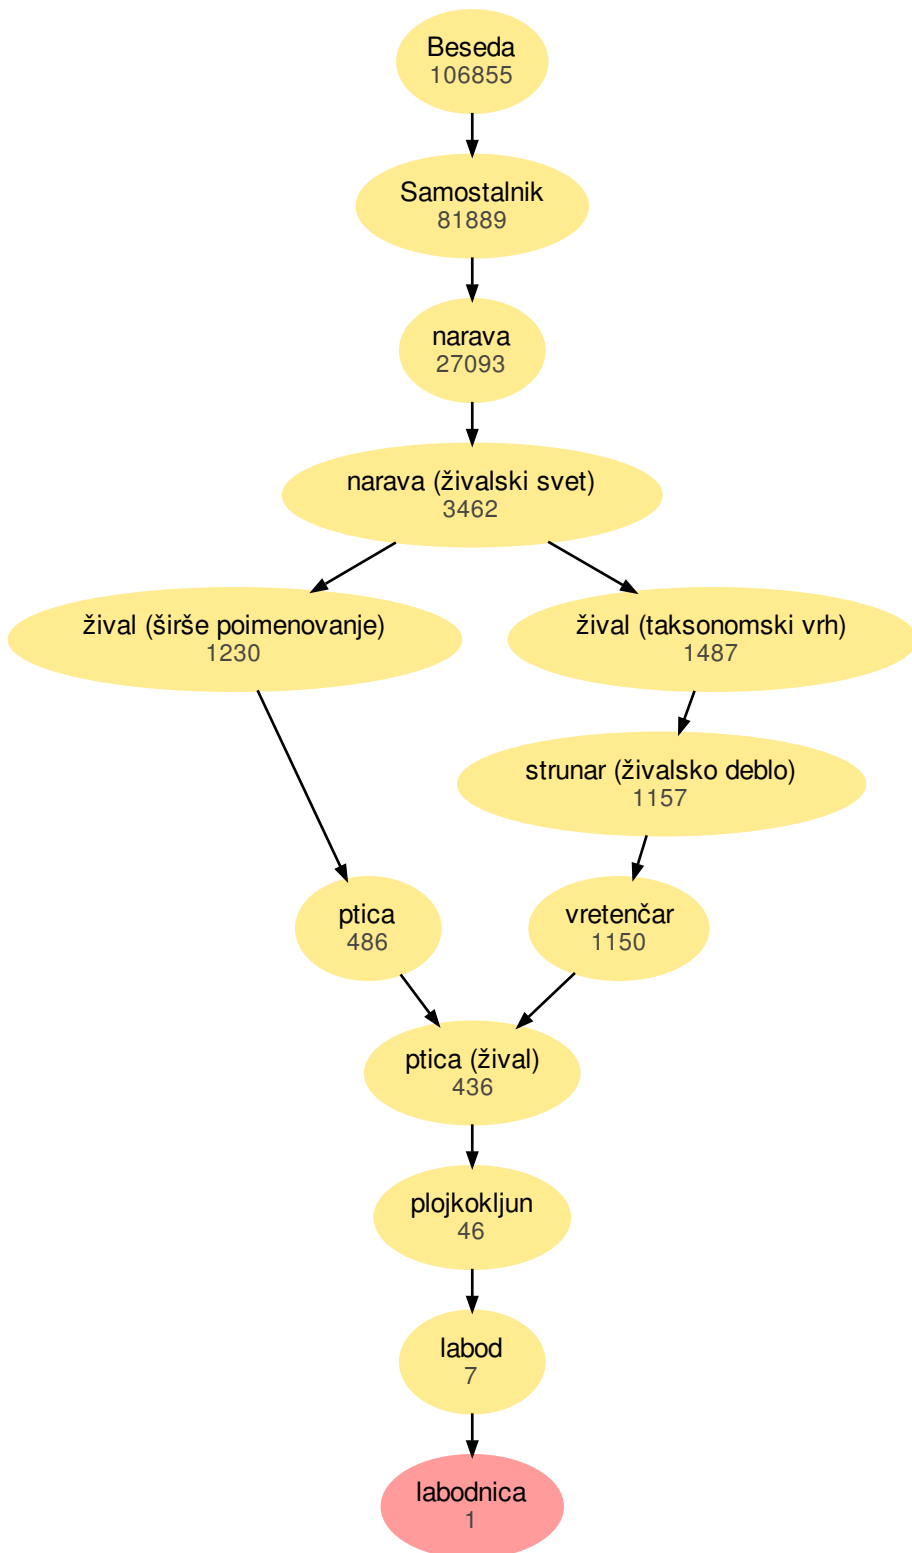 Beseda
106855
Samostalnik
81889
narava
27093
narava (živalski svet)
3462
žival (širše poimenovanje)
1230
žival (taksonomski vrh)
1487
strunar (živalsko deblo)
1157
ptica
486
vretenčar
1150
ptica (žival)
436
plojkokljun
46
labod
7
labodnica
1